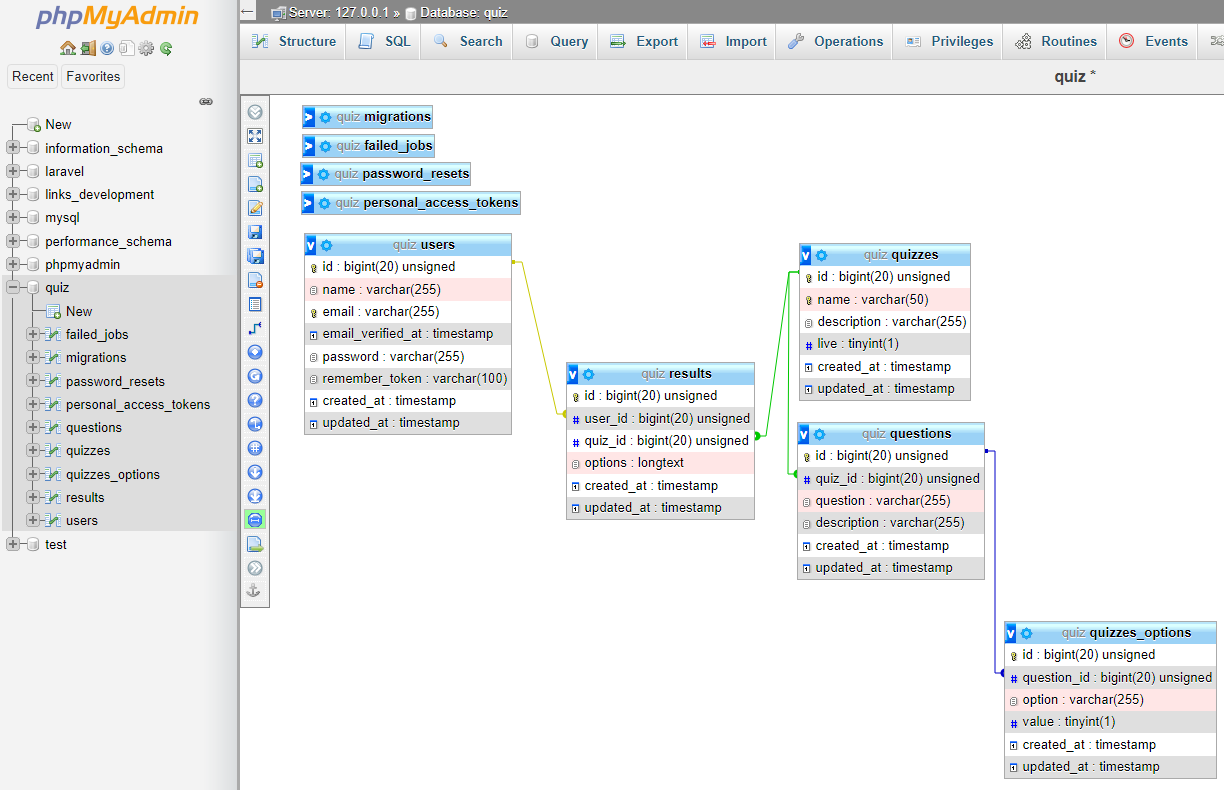 phpMyAdmin
Recent Favorites
New
information_schema
laravel
links_development
mysql
performance_schema
phpmyadmin
quiz
New
failed_jobs
migrations
password_resets
personal_access_tokens
questions
quizzes
quizzes_options
results
users
test
Server: 127.0.0.1 » Database: quiz
Structure SQL Search Query Export Import Operations Privileges Routines Events
quiz *
quiz migrations
quiz failed_jobs
quiz password_resets
quiz personal_access_tokens
quiz users
id : bigint(20) unsigned
name : varchar(255)
email : varchar(255)
email_verified_at : timestamp
password : varchar(255)
remember_token : varchar(100)
created_at : timestamp
updated_at : timestamp
quiz results
id : bigint(20) unsigned
user_id : bigint(20) unsigned
quiz_id : bigint(20) unsigned
options : longtext
created_at : timestamp
updated_at : timestamp
quiz quizzes
id : bigint(20) unsigned
name : varchar(50)
description : varchar(255)
live : tinyint(1)
created_at : timestamp
updated_at : timestamp
quiz questions
id : bigint(20) unsigned
quiz_id : bigint(20) unsigned
question : varchar(255)
description : varchar(255)
created_at : timestamp
updated_at : timestamp
quiz quizzes_options
id : bigint(20) unsigned
question_id : bigint(20) unsigned
option : varchar(255)
value : tinyint(1)
created_at : timestamp
updated_at : timestamp